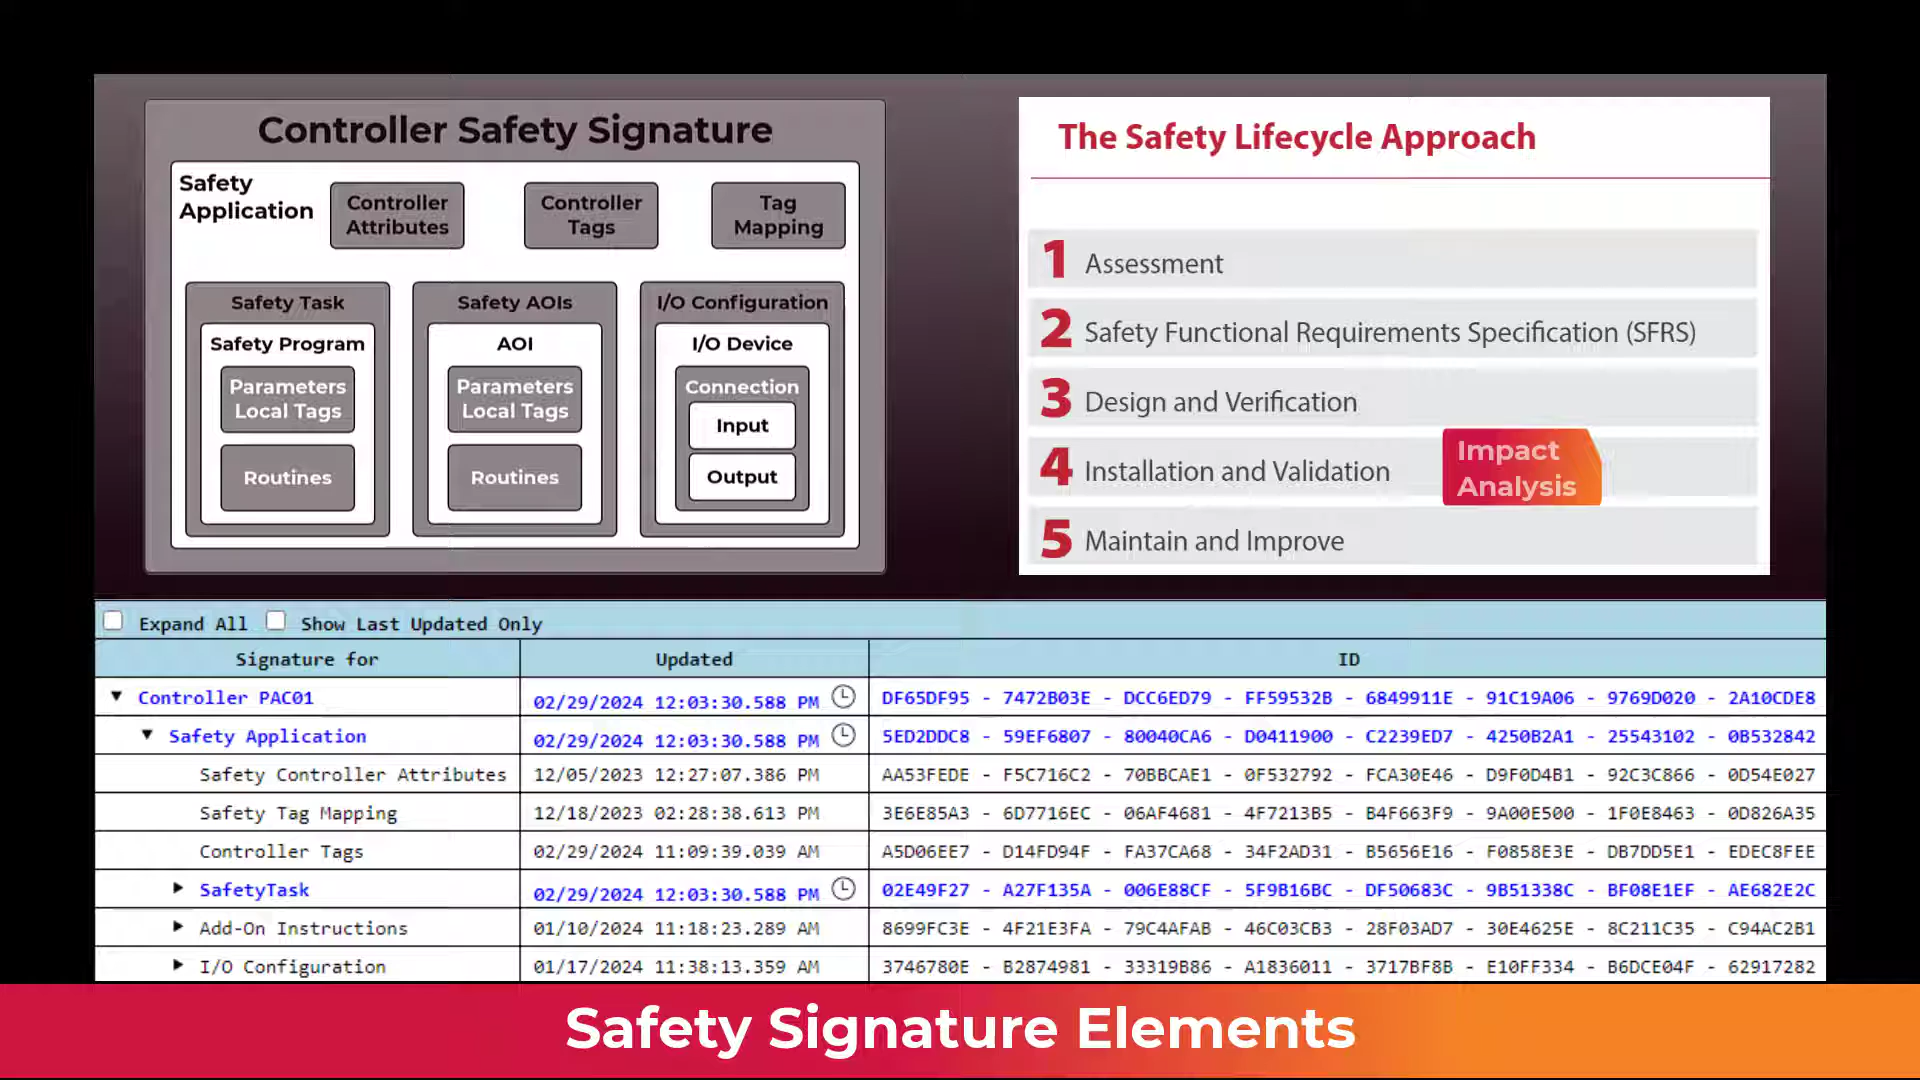 Controller Safety Signature
Safety
Application
Controller
Attributes
Controller
Tags
Tag
Mapping
Safety Task
Safety Program
Parameters
Local Tags
Routines
Safety AOIs
AOI
Parameters
Local Tags
Routines
I/O Configuration
I/O Device
Connection
Input
Output
The Safety Lifecycle Approach
1 Assessment
2 Safety Functional Requirements Specification (SFRS)
3 Design and Verification
4 Installation and Validation
Impact
Analysis
5 Maintain and Improve
Expand All Show Last Updated Only
Signature for Updated ID
Controller PAC01 02/29/2024 12:03:30.588 PM DF65DF95 - 7472B03E - DCC6ED79 - FF59532B - 6849911E - 91C19A06 - 9769D020 - 2A10CDE8
Safety Application 02/29/2024 12:03:30.588 PM 5ED2DDC8 - 59EF6807 - 80040CA6 - D0411900 - C2239ED7 - 4250B2A1 - 25543102 - 0B532842
Safety Controller Attributes 12/05/2023 12:27:07.386 PM AA53FEDE - F5C716C2 - 70BBCAE1 - 0F532792 - FCA30E46 - D9F0D4B1 - 92C3C866 - 0D54E027
Safety Tag Mapping 12/18/2023 02:28:38.613 PM 3E6E85A3 - 6D7716EC - 06AF4681 - 4F7213B5 - B4F663F9 - 9A00E500 - 1F0E8463 - 0D826A35
Controller Tags 02/29/2024 11:09:39.039 AM A5D06EE7 - D14FD94F - FA37CA68 - 34F2AD31 - B5656E16 - F0858E3E - DB7DD5E1 - EDEC8FEE
SafetyTask 02/29/2024 12:03:30.588 PM 02E49F27 - A27F135A - 006E88CF - 5F9B16BC - DF50683C - 9B51338C - BF08E1EF - AE682E2C
Add-On Instructions 01/10/2024 11:18:23.289 AM 8699FC3E - 4F21E3FA - 79C4AFAB - 46C03CB3 - 28F03AD7 - 30E4625E - 8C211C35 - C94AC2B1
I/O Configuration 01/17/2024 11:38:13.359 AM 3746780E - B2874981 - 33319B86 - A1836011 - 3717BF8B - E10FF334 - B6DCE04F - 62917282
Safety Signature Elements